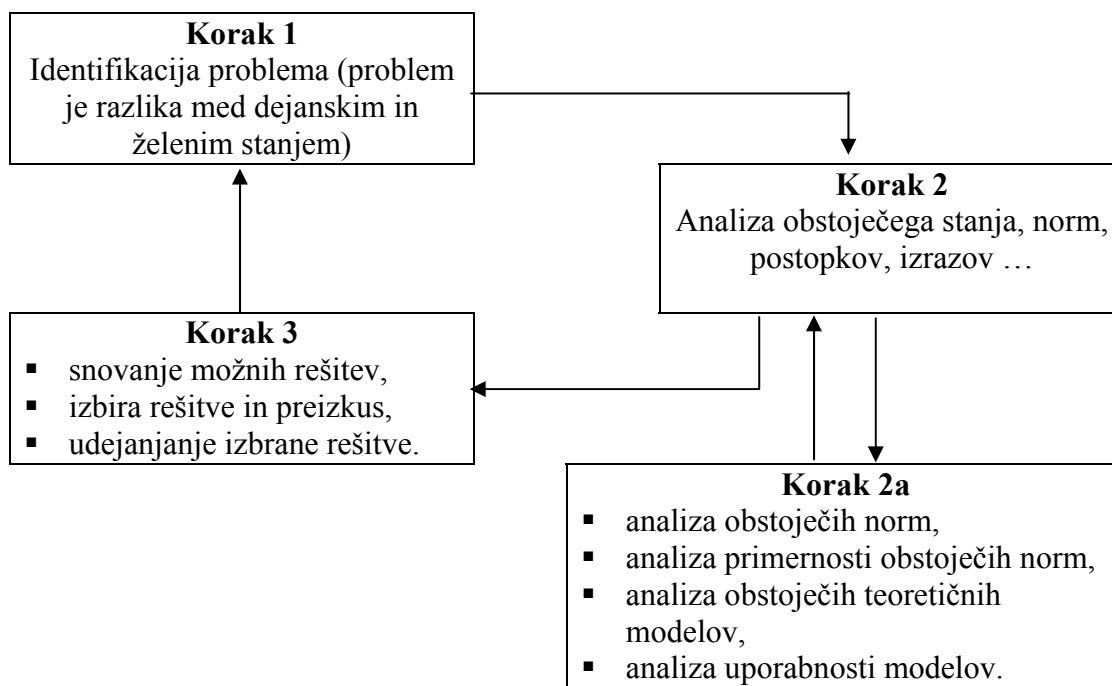 Korak 1
Identifikacija problema (problem
je razlika med dejanskim in
želenim stanjem)
Korak 2
Analiza obstoječega stanja, norm,
postopkov, izrazov …
Korak 3
▪ snovanje možnih rešitev,
▪ izbira rešitve in preizkus,
▪ udejanjanje izbrane rešitve.
Korak 2a
▪ analiza obstoječih norm,
▪ analiza primernosti obstoječih norm,
▪ analiza obstoječih teoretičnih
modelov,
▪ analiza uporabnosti modelov.